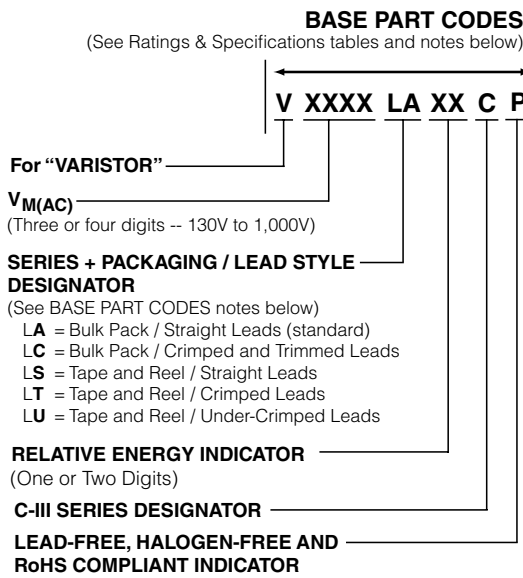 BASE PART CODES
(See Ratings & Specifications tables and notes below)
V XXXX LA XX C P
For “VARISTOR”
VM(AC)
(Three or four digits -- 130V to 1,000V)
SERIES + PACKAGING / LEAD STYLE
DESIGNATOR
(See BASE PART CODES notes below)
LA = Bulk Pack / Straight Leads (standard)
LC = Bulk Pack / Crimped and Trimmed Leads
LS = Tape and Reel / Straight Leads
LT = Tape and Reel / Crimped Leads
LU = Tape and Reel / Under-Crimped Leads
RELATIVE ENERGY INDICATOR
(One or Two Digits)
C-III SERIES DESIGNATOR
LEAD-FREE, HALOGEN-FREE AND
RoHS COMPLIANT INDICATOR